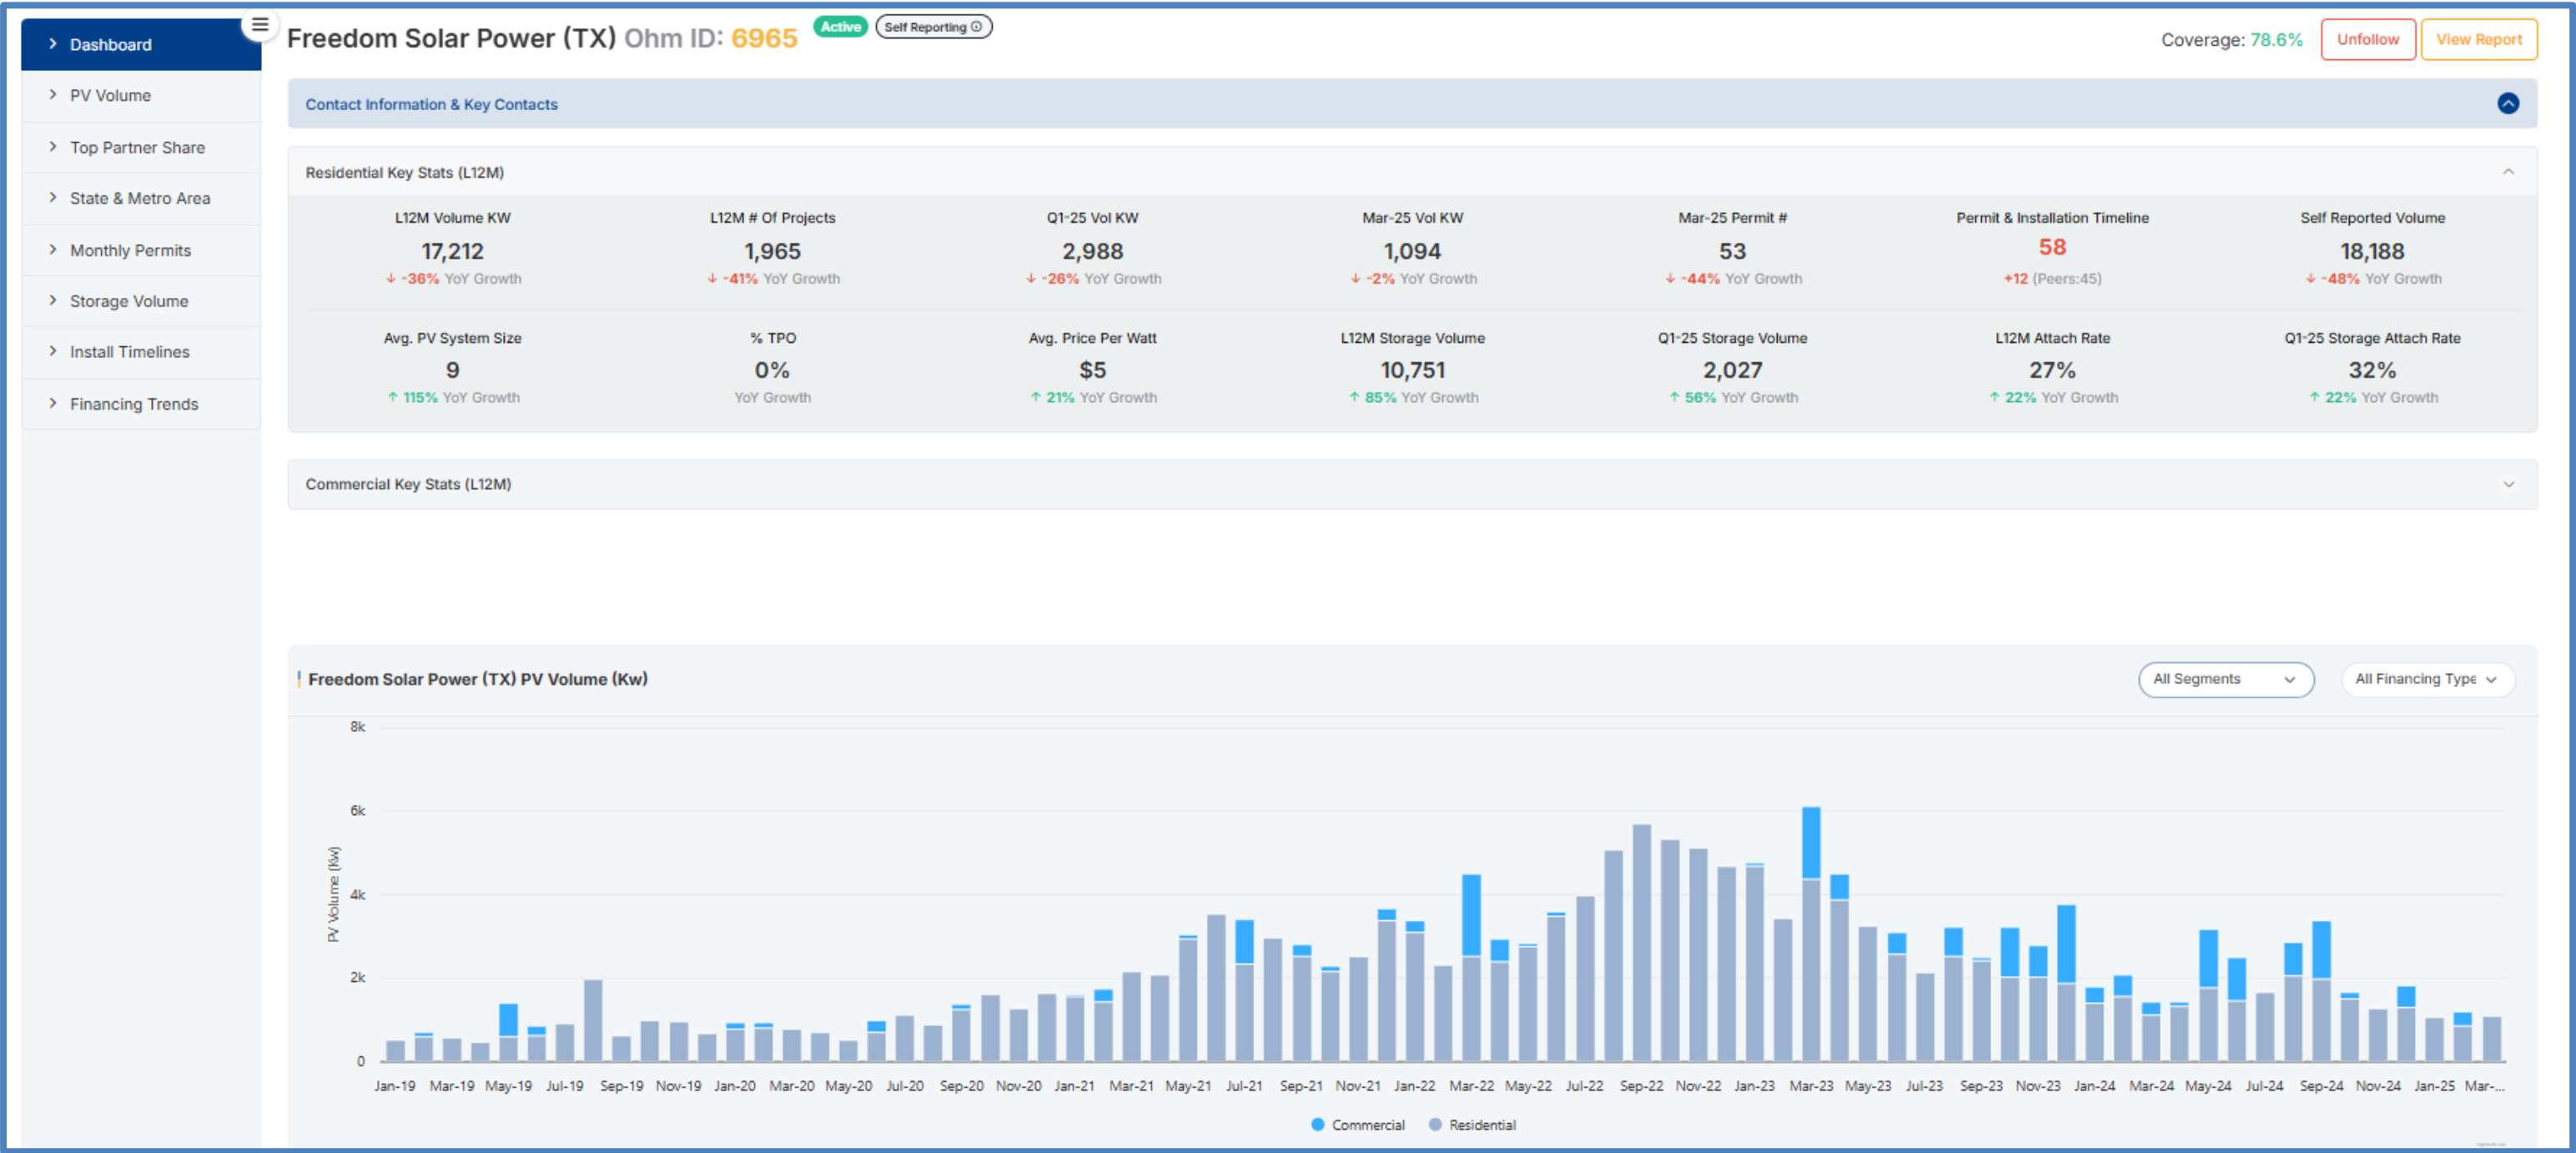 Dashboard
PV Volume
Top Partner Share
State & Metro Area
Monthly Permits
Storage Volume
Install Timelines
Financing Trends
Freedom Solar Power (TX) Ohm ID: 6965 Active Self Reporting
Coverage: 78.6% Unfollow View Report
Contact Information & Key Contacts
Residential Key Stats (L12M)
L12M Volume KW
17,212
↓ -36% YoY Growth
L12M # Of Projects
1,965
↓ -41% YoY Growth
Q1-25 Vol KW
2,988
↓ -26% YoY Growth
Mar-25 Vol KW
1,094
↓ -2% YoY Growth
Mar-25 Permit #
53
↓ -44% YoY Growth
Permit & Installation Timeline
58
+12 (Peers:45)
Self Reported Volume
18,188
↓ -48% YoY Growth
Avg. PV System Size
9
↑ 115% YoY Growth
% TPO
0%
YoY Growth
Avg. Price Per Watt
$5
↑ 21% YoY Growth
L12M Storage Volume
10,751
↑ 85% YoY Growth
Q1-25 Storage Volume
2,027
↑ 56% YoY Growth
L12M Attach Rate
27%
↑ 22% YoY Growth
Q1-25 Storage Attach Rate
32%
↑ 22% YoY Growth
Commercial Key Stats (L12M)
Freedom Solar Power (TX) PV Volume (Kw)
All Segments
All Financing Type
PV Volume (Kw)
8k
6k
4k
2k
0
Jan-19 Mar-19 May-19 Jul-19 Sep-19 Nov-19 Jan-20 Mar-20 May-20 Jul-20 Sep-20 Nov-20 Jan-21 Mar-21 May-21 Jul-21 Sep-21 Nov-21 Jan-22 Mar-22 May-22 Jul-22 Sep-22 Nov-22 Jan-23 Mar-23 May-23 Jul-23 Sep-23 Nov-23 Jan-24 Mar-24 May-24 Jul-24 Sep-24 Nov-24 Jan-25 Mar-...
Commercial Residential